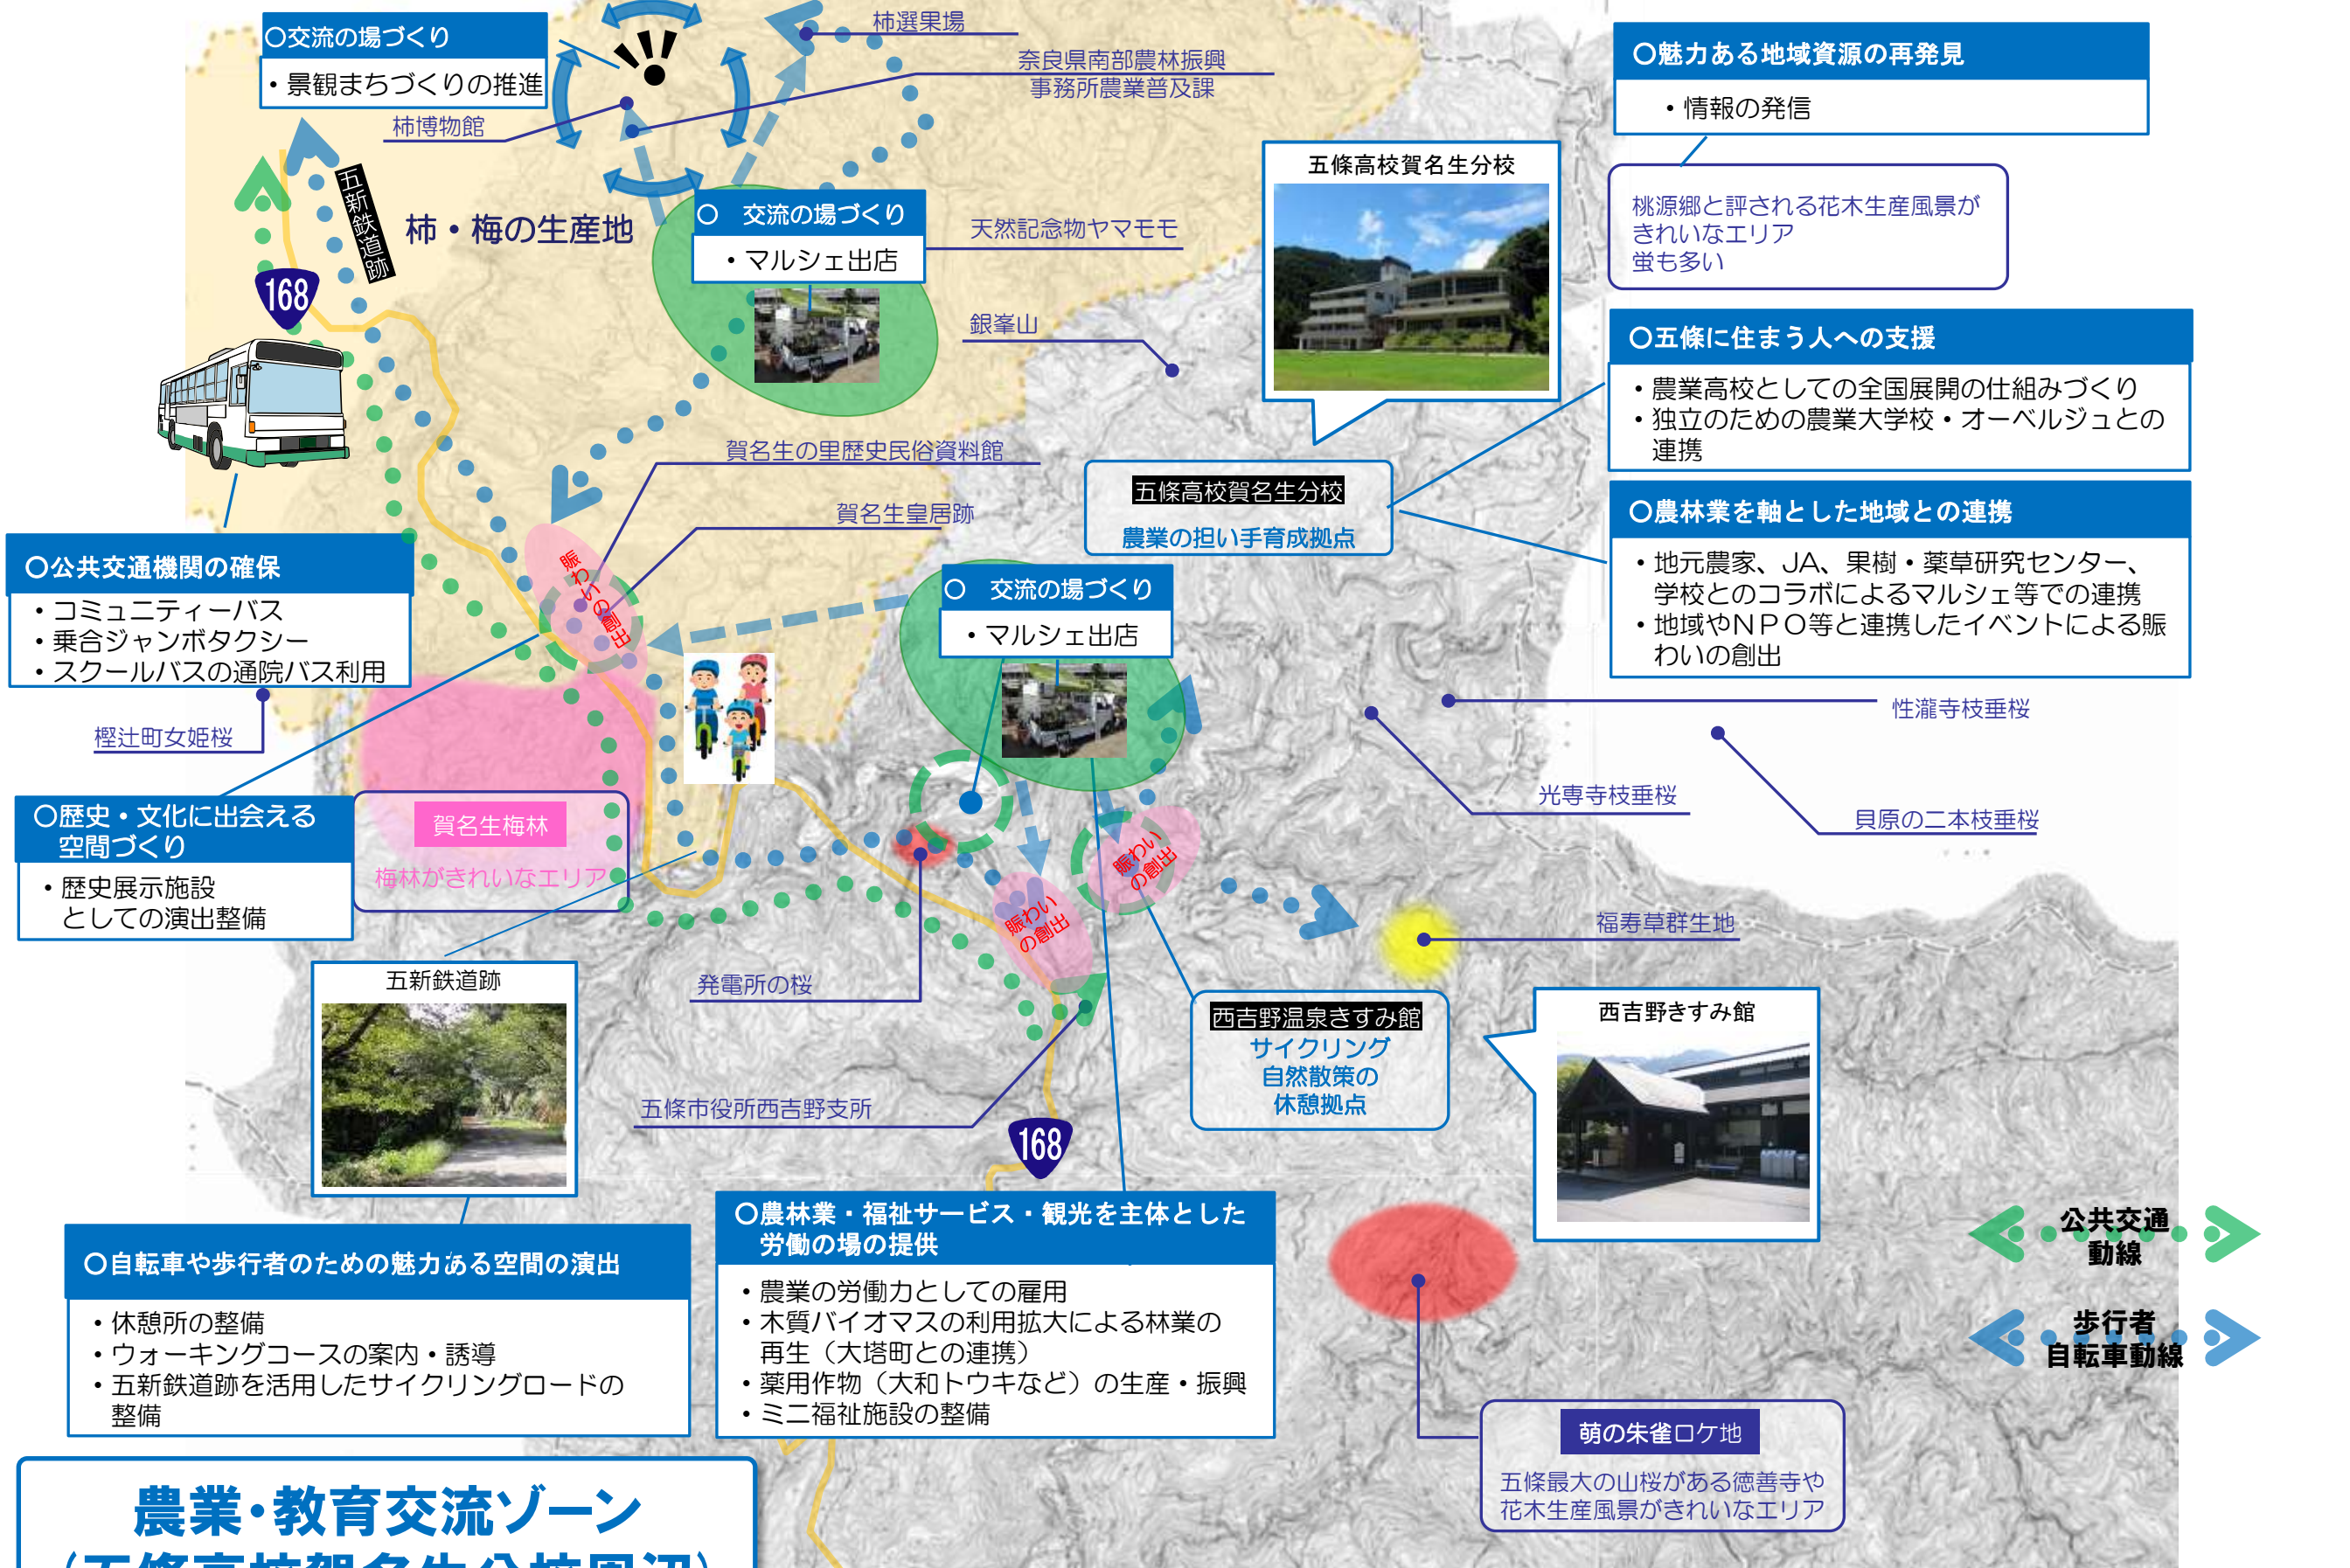 ○交流の場づくり
・景観まちづくりの推進
柿選果場
奈良県南部農林振興
事務所農業普及課
柿博物館
五新鉄道跡
柿・梅の生産地
168
○　交流の場づくり
・マルシェ出店
天然記念物ヤマモモ
銀峯山
五條高校賀名生分校
○魅力ある地域資源の再発見
・情報の発信
桃源郷と評される花木生産風景が
きれいなエリア
蛍も多い
○五條に住まう人への支援
・農業高校としての全国展開の仕組みづくり
・独立のための農業大学校・オーベルジュとの
連携
賀名生の里歴史民俗資料館
賀名生皇居跡
五條高校賀名生分校
農業の担い手育成拠点
○農林業を軸とした地域との連携
・地元農家、JA、果樹・薬草研究センター、
学校とのコラボによるマルシェ等での連携
・地域やNPO等と連携したイベントによる賑
わいの創出
○公共交通機関の確保
・コミュニティーバス
・乗合ジャンボタクシー
・スクールバスの通院バス利用
賑わいの創出
○　交流の場づくり
・マルシェ出店
樫辻町女姫桜
性瀧寺枝垂桜
光専寺枝垂桜
貝原の二本枝垂桜
○歴史・文化に出会える
空間づくり
・歴史展示施設
としての演出整備
賀名生梅林
梅林がきれいなエリア
賑わい
の創出
賑わい
の創出
福寿草群生地
五新鉄道跡
発電所の桜
西吉野温泉きすみ館
サイクリング
自然散策の
休憩拠点
西吉野きすみ館
五條市役所西吉野支所
168
○自転車や歩行者のための魅力ある空間の演出
・休憩所の整備
・ウォーキングコースの案内・誘導
・五新鉄道跡を活用したサイクリングロードの
整備
○農林業・福祉サービス・観光を主体とした
労働の場の提供
・農業の労働力としての雇用
・木質バイオマスの利用拡大による林業の
再生（大塔町との連携）
・薬用作物（大和トウキなど）の生産・振興
・ミニ福祉施設の整備
公共交通
動線
歩行者
自転車動線
萌の朱雀ロケ地
五條最大の山桜がある徳善寺や
花木生産風景がきれいなエリア
農業・教育交流ゾーン
（五條高校賀名生分校周辺）